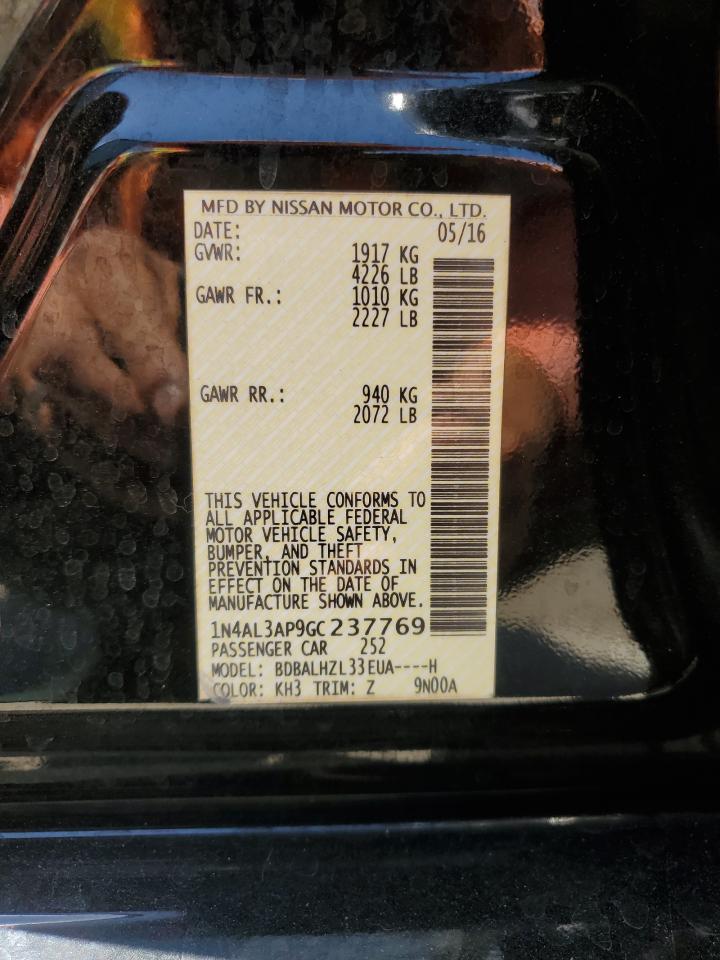 MFD BY NISSAN MOTOR CO., LTD.
DATE: 05/16
GVWR: 1917 KG
4226 LB
GAWR FR.: 1010 KG
2227 LB
GAWR RR.: 940 KG
2072 LB
THIS VEHICLE CONFORMS TO
ALL APPLICABLE FEDERAL
MOTOR VEHICLE SAFETY,
BUMPER, AND THEFT
PREVENTION STANDARDS IN
EFFECT ON THE DATE OF
MANUFACTURE SHOWN ABOVE.
1N4AL3AP9GC237769
PASSENGER CAR 252
MODEL: BDBALHZL33EUA----H
COLOR: KH3 TRIM: Z 9N00A